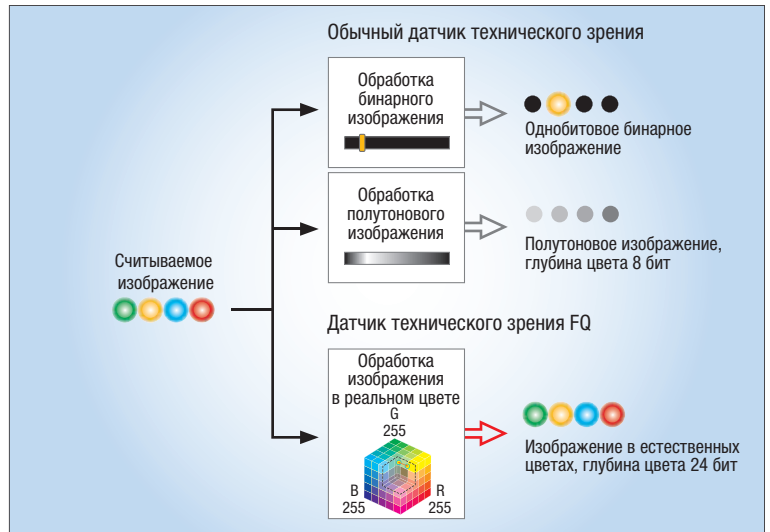 Обычный датчик технического зрения
Обработка
бинарного
изображения
Однобитовое бинарное
изображение
Обработка
полутонового
изображения
Полутоновое изображение,
глубина цвета 8 бит
Считываемое
изображение
Датчик технического зрения FQ
Обработка
изображения
в реальном цвете
G
255
B
255
R
255
Изображение в естественных
цветах, глубина цвета 24 бит